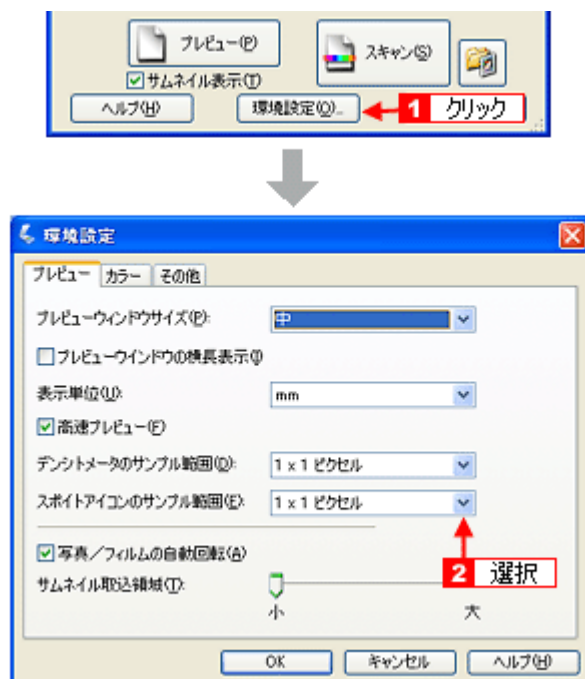 プレビュー(P)
スキャン(S)
サムネイル表示(T)
ヘルプ(H)
環境設定(O)...
1 クリック
環境設定
プレビュー カラー その他
プレビューウィンドウサイズ(P): 中
プレビューウインドウの横長表示(I)
表示単位(U): mm
高速プレビュー(F)
デンシトメータのサンプル範囲(D): 1 x 1 ピクセル
スポイトアイコンのサンプル範囲(E): 1 x 1 ピクセル
2 選択
写真/フィルムの自動回転(A)
サムネイル取込領域(T):
小 大
OK キャンセル ヘルプ(H)